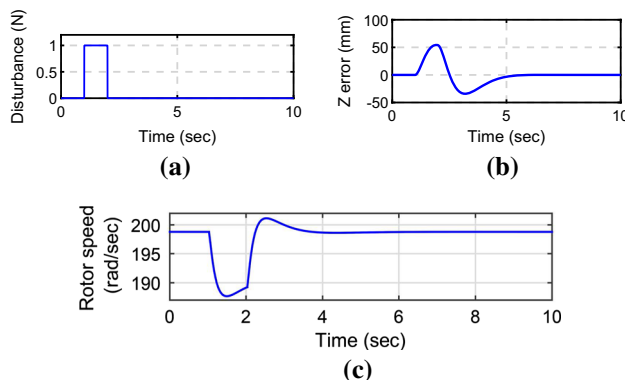 Disturbance (N)
1
0.5
0
0
5
10
Time (sec)
(a)
Z error (mm)
100
50
0
-50
0
5
10
Time (sec)
(b)
Rotor speed
(rad/sec)
200
195
190
0
2
4
6
8
10
Time (sec)
(c)